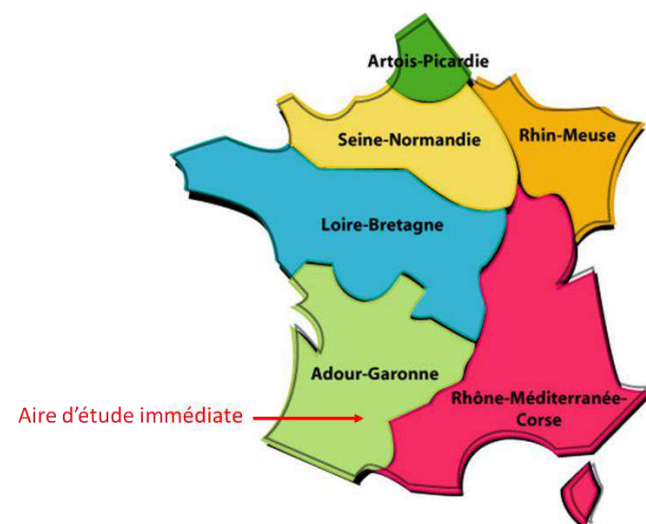 Artois-Picardie
Seine-Normandie
Rhin-Meuse
Loire-Bretagne
Adour-Garonne
Rhône-Méditerranée-
Corse
Aire d’étude immédiate